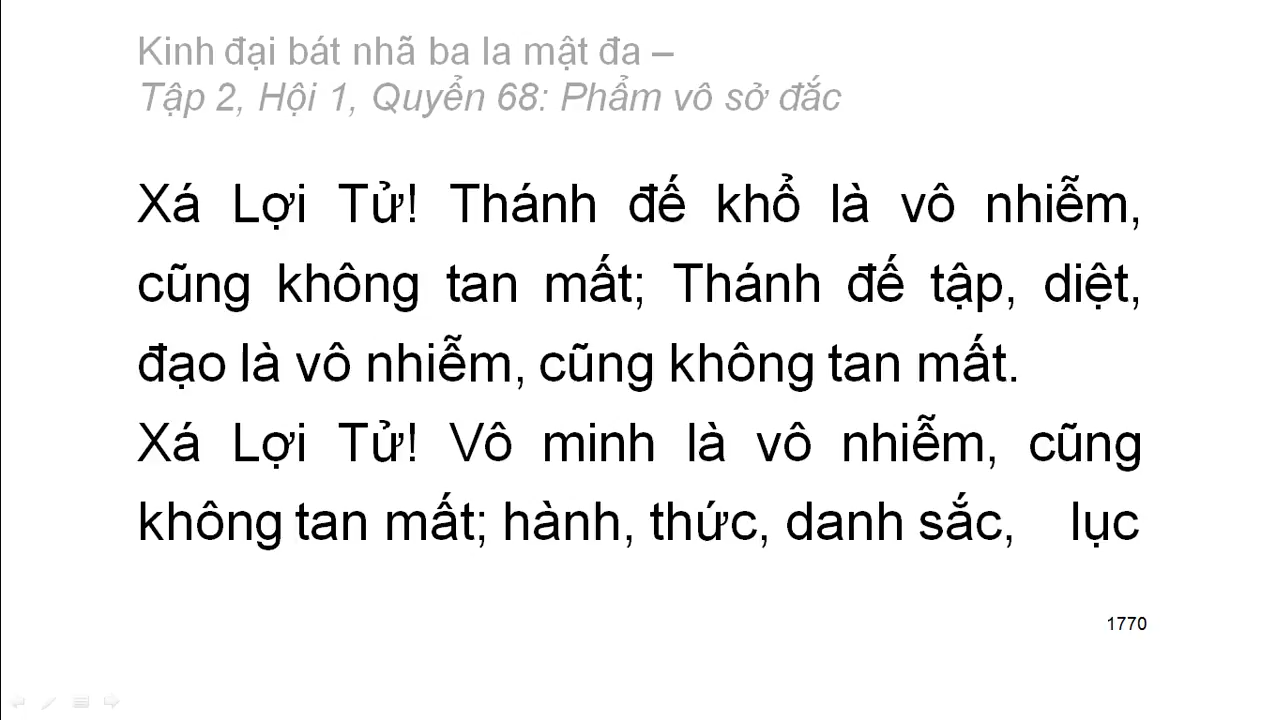 Kinh đại bát nhã ba la mật đa –
Tập 2, Hội 1, Quyển 68: Phẩm vô sở đắc
Xá Lợi Tử! Thánh đế khổ là vô nhiễm,
cũng không tan mất; Thánh đế tập, diệt,
đạo là vô nhiễm, cũng không tan mất.
Xá Lợi Tử! Vô minh là vô nhiễm, cũng
không tan mất; hành, thức, danh sắc, lục
1770